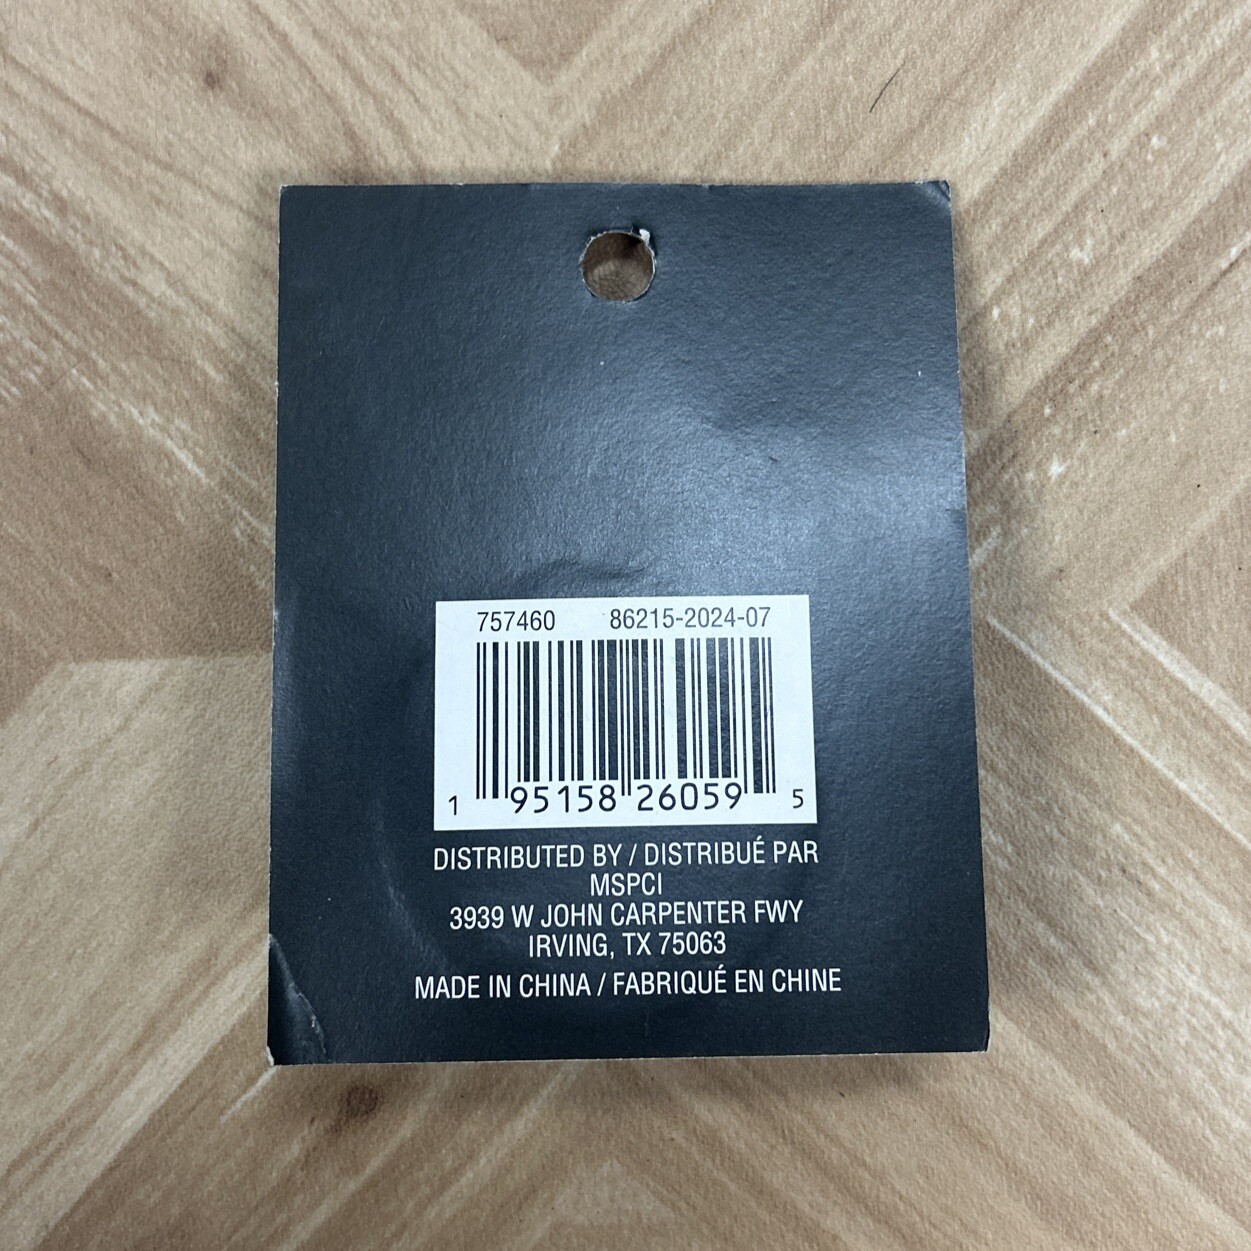 757460 86215-2024-07
1 95158 26059 5
DISTRIBUTED BY / DISTRIBUÉ PAR
MSPCI
3939 W JOHN CARPENTER FWY
IRVING, TX 75063
MADE IN CHINA / FABRIQUÉ EN CHINE